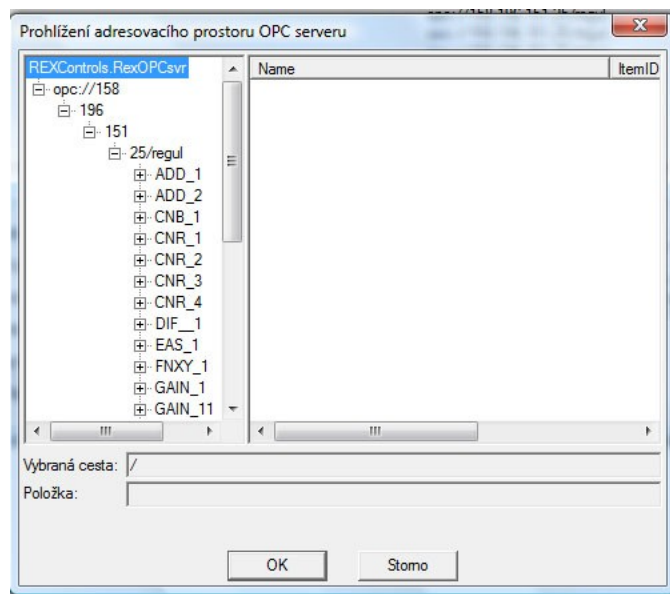 Prohlížení adresovacího prostoru OPC serveru
REXControls.RexOPCsvr
Name
ItemID
opc://158
196
151
25/regul
ADD_1
ADD_2
CNB_1
CNR_1
CNR_2
CNR_3
CNR_4
DIF__1
EAS_1
FNXY_1
GAIN_1
GAIN_11
Vybraná cesta: /
Položka:
OK
Storno